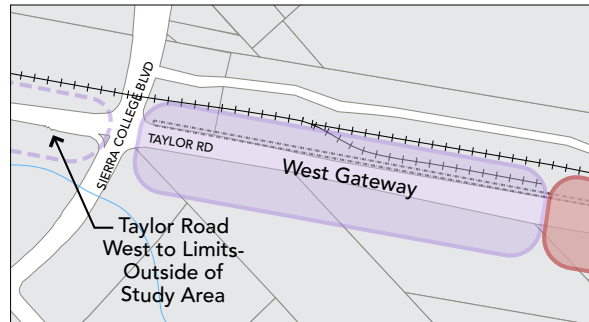 SIERRA COLLEGE BLVD
TAYLOR RD
West Gateway
Taylor Road
West to Limits-
Outside of
Study Area